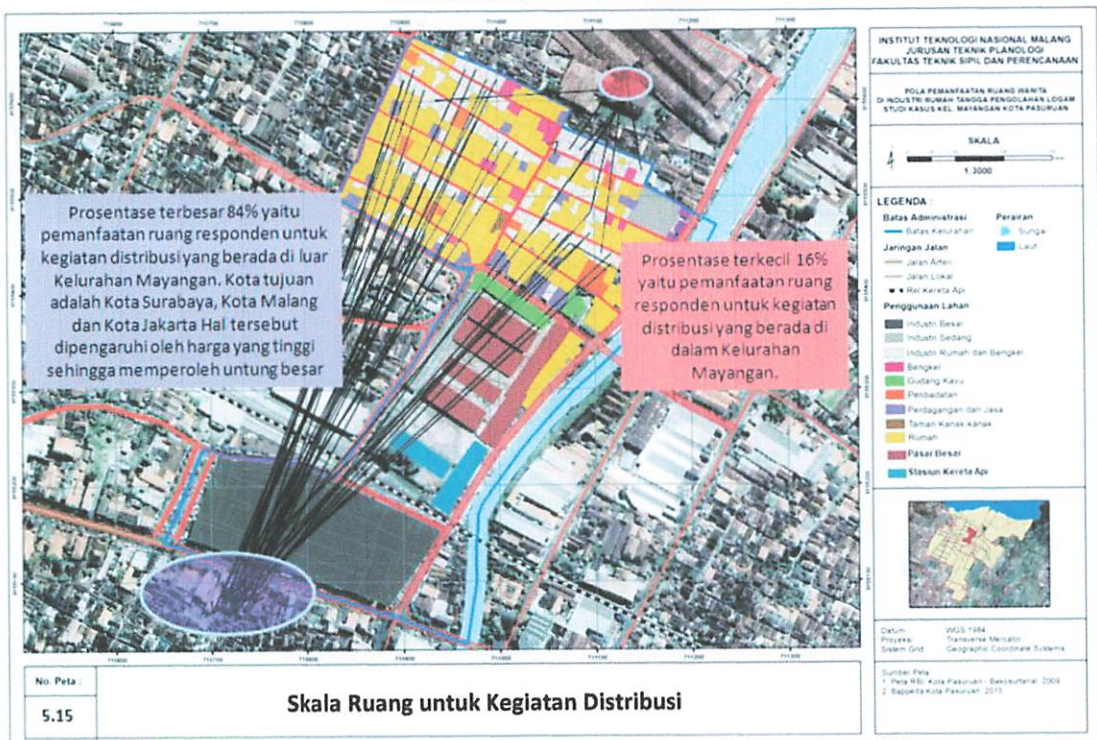 INSTITUT TEKNOLOGI NASIONAL MALANG
JURUSAN TEKNIK PLANOLOGI
FAKULTAS TEKNIK SIPIL DAN PERENCANAAN
POLA PEMANFAATAN RUANG WANITA
DI INDUSTRI RUMAH TANGGA PENGOLAHAN LOGAM
STUDI KASUS KEL. MAYANGAN KOTA PASURUAN
SKALA
1:3000
LEGENDA :
Batas Administrasi
Batas Kelurahan
Jaringan Jalan
Jalan Arteri
Jalan Lokal
Rel Kereta Api
Perairan
Sungai
Laut
Penggunaan Lahan
Industri Besar
Industri Sedang
Industri Rumah dan Bengkel
Bengkel
Gudang Kayu
Peribadatan
Perdagangan dan Jasa
Taman Kanak-kanak
Rumah
Pasar Besar
Stasiun Kereta Api
Datum WGS 1984
Proyeksi Transverse Mercator
Sistem Grid Geographic Coordinate Systems
Sumber Peta
1. Peta RBI Kota Pasuruan - Bakosurtanal, 2009
2. Bappeda Kota Pasuruan, 2015
Prosentase terbesar 84% yaitu
pemanfaatan ruang responden untuk
kegiatan distribusi yang berada di luar
Kelurahan Mayangan. Kota tujuan
adalah Kota Surabaya, Kota Malang
dan Kota Jakarta Hal tersebut
dipengaruhi oleh harga yang tinggi
sehingga memperoleh untung besar
Prosentase terkecil 16%
yaitu pemanfaatan ruang
responden untuk kegiatan
distribusi yang berada di
dalam Kelurahan
Mayangan.
No. Peta :
5.15
Skala Ruang untuk Kegiatan Distribusi